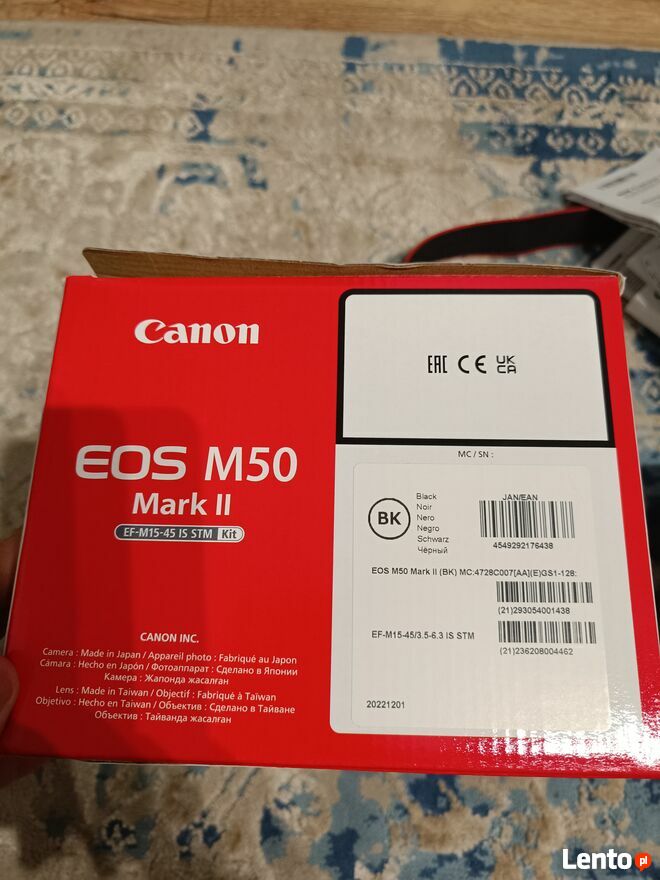 Canon
EOS M50
Mark II
EF-M15-45 IS STM Kit
CANON INC.
Camera : Made in Japan / Appareil photo : Fabriqué au Japon
Cámara : Hecho en Japón / Фотоаппарат : Сделано в Японии
Камера : Жапонда жасалған
Lens : Made in Taiwan / Objectif : Fabriqué à Taïwan
Objetivo : Hecho en Taiwán / Объектив : Сделано в Тайване
Объектив : Тайванда жасалған
EAC CE UK CA
MC / SN :
BK
Black
Noir
Nero
Negro
Schwarz
Чёрный
JAN/EAN
4549292176438
EOS M50 Mark II (BK) MC:4728C007[AA](E)GS1-128:
(21)293054001438
EF-M15-45/3.5-6.3 IS STM
(21)236208004462
20221201
Lento.pl